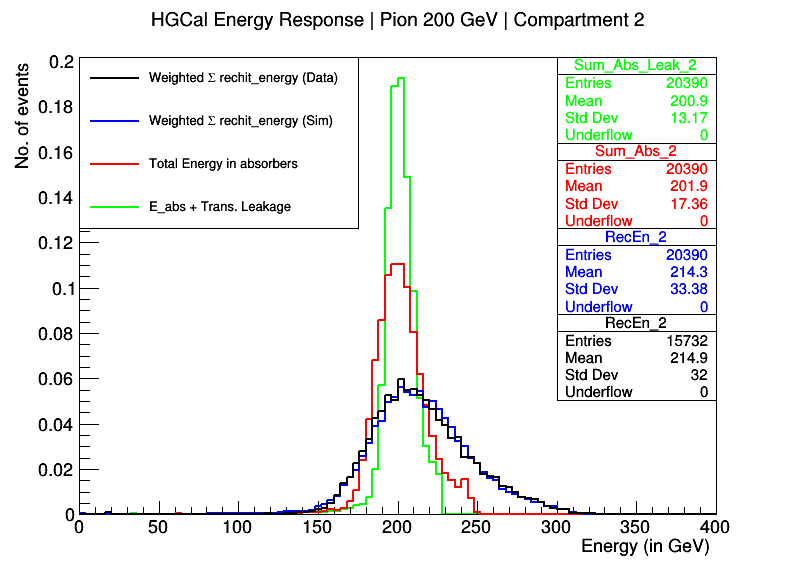 HGCal Energy Response | Pion 200 GeV | Compartment 2
No. of events
0.2
0.18
0.16
0.14
0.12
0.1
0.08
0.06
0.04
0.02
0
Weighted Σ rechit_energy (Data)
Weighted Σ rechit_energy (Sim)
Total Energy in absorbers
E_abs + Trans. Leakage
Sum_Abs_Leak_2
Entries 20390
Mean 200.9
Std Dev 13.17
Underflow 0
Sum_Abs_2
Entries 20390
Mean 201.9
Std Dev 17.36
Underflow 0
RecEn_2
Entries 20390
Mean 214.3
Std Dev 33.38
Underflow 0
RecEn_2
Entries 15732
Mean 214.9
Std Dev 32
Underflow 0
0 50 100 150 200 250 300 350 400
Energy (in GeV)